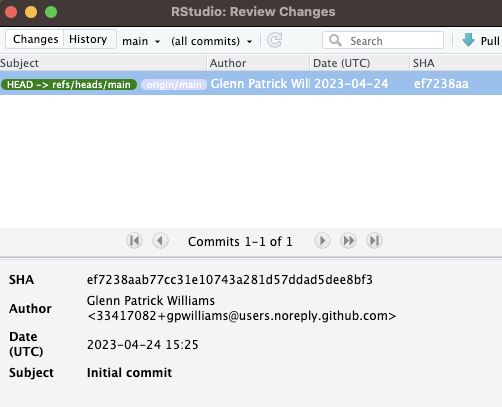 RStudio: Review Changes
Changes History main (all commits) Search Pull
Subject Author Date (UTC) SHA
HEAD -> refs/heads/main origin/main Glenn Patrick Will 2023-04-24 ef7238aa
Commits 1-1 of 1
SHA ef7238aab77cc31e10743a281d57ddad5dee8bf3
Author Glenn Patrick Williams
<33417082+gpwilliams@users.noreply.github.com>
Date
(UTC) 2023-04-24 15:25
Subject Initial commit